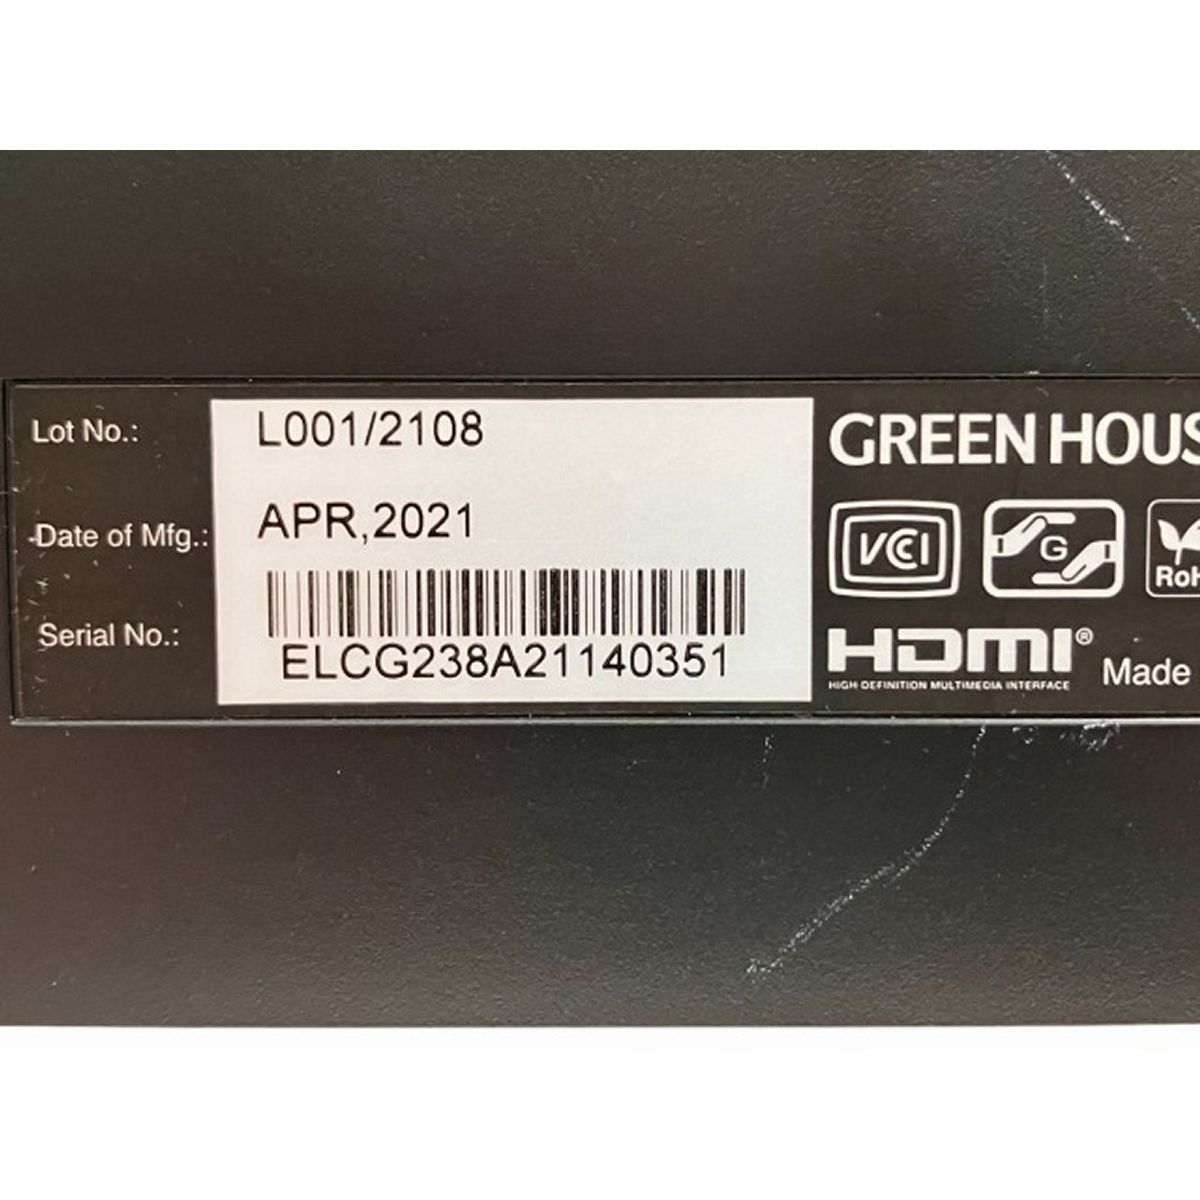 Lot No.: L001/2108
Date of Mfg.: APR,2021
Serial No.: ELCG238A21140351
GREEN HOUS
VCCI
G
RoH
HDMI®
HIGH-DEFINITION MULTIMEDIA INTERFACE
Made